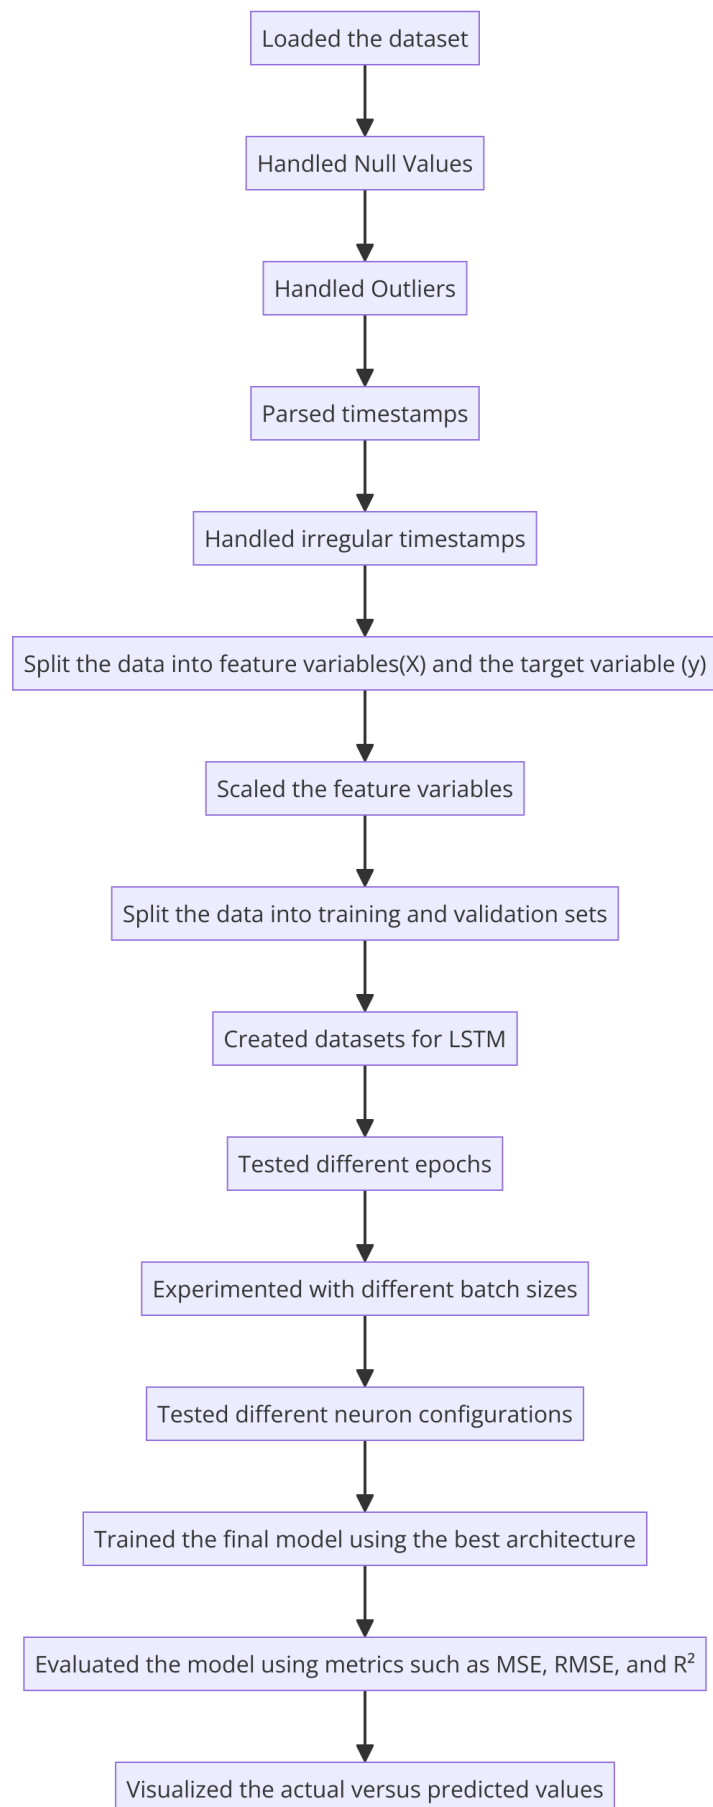 Loaded the dataset
Handled Null Values
Handled Outliers
Parsed timestamps
Handled irregular timestamps
Split the data into feature variables(X) and the target variable (y)
Scaled the feature variables
Split the data into training and validation sets
Created datasets for LSTM
Tested different epochs
Experimented with different batch sizes
Tested different neuron configurations
Trained the final model using the best architecture
Evaluated the model using metrics such as MSE, RMSE, and R²
Visualized the actual versus predicted values